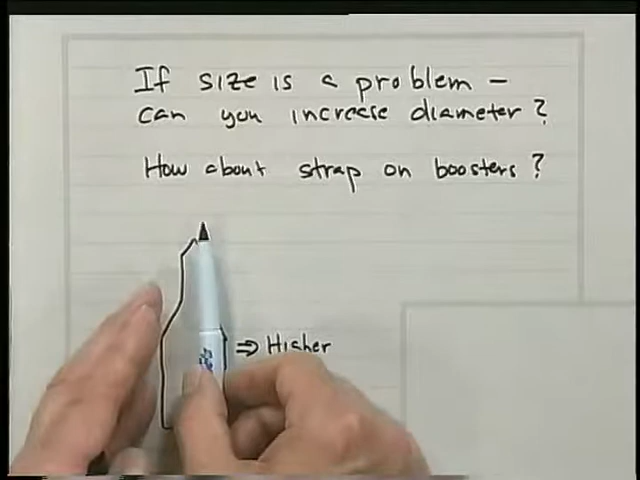 If size is a problem –
can you increase diameter?
How about strap on boosters?
⇒ Higher